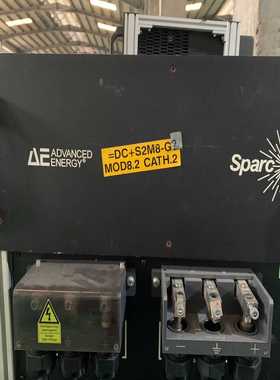 AE ADVANCED
ENERGY®
=DC+S2M8-G?
MOD8.2 CATH.2
Sparc